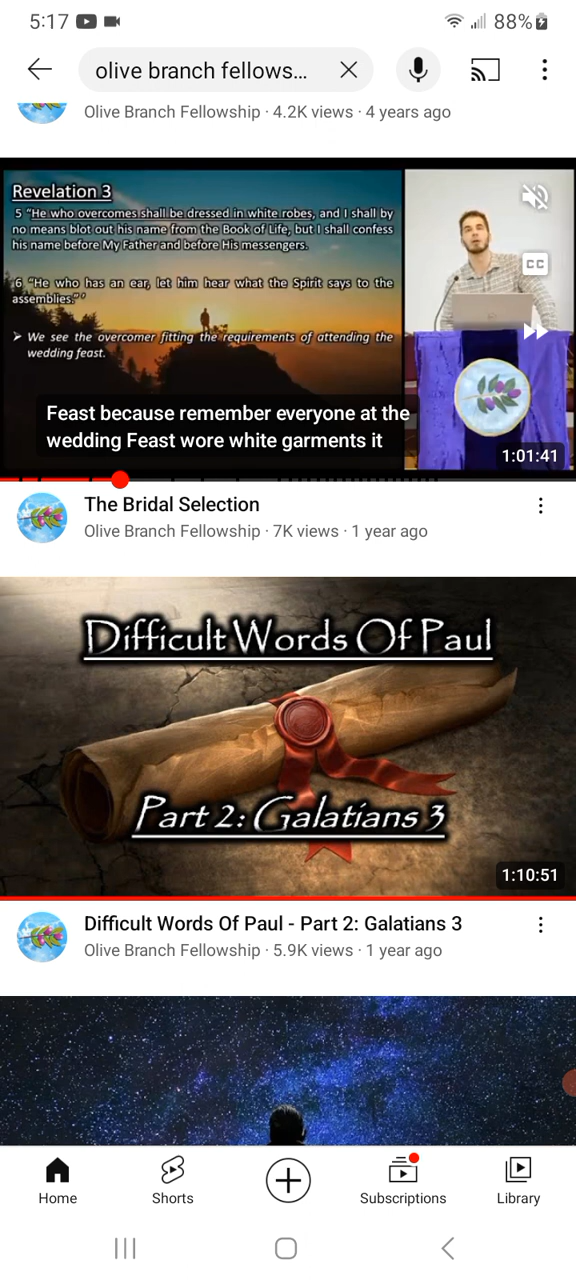 5:17
88%
olive branch fellows...
Olive Branch Fellowship · 4.2K views · 4 years ago
Revelation 3
5 “He who overcomes shall be dressed in white robes, and I shall by
no means blot out his name from the Book of Life, but I shall confess
his name before My Father and before His messengers.
6 “He who has an ear, let him hear what the Spirit says to the
assemblies.” ’
➢ We see the overcomer fitting the requirements of attending the
wedding feast.
CC
Feast because remember everyone at the
wedding Feast wore white garments it
1:01:41
The Bridal Selection
Olive Branch Fellowship · 7K views · 1 year ago
Difficult Words Of Paul
Part 2: Galatians 3
1:10:51
Difficult Words Of Paul - Part 2: Galatians 3
Olive Branch Fellowship · 5.9K views · 1 year ago
Home
Shorts
Subscriptions
Library